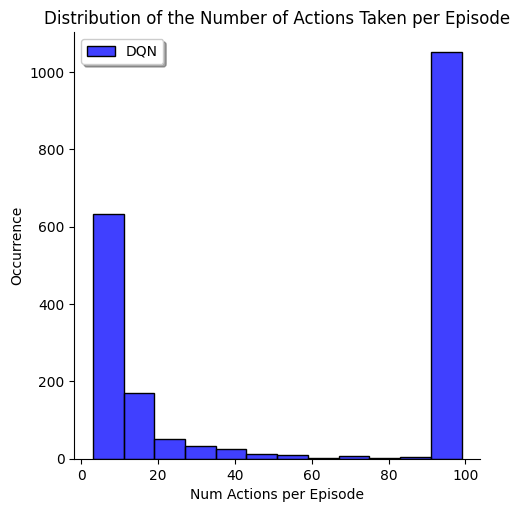 Distribution of the Number of Actions Taken per Episode
DQN
1000
800
600
400
200
0
Occurrence
0 20 40 60 80 100
Num Actions per Episode